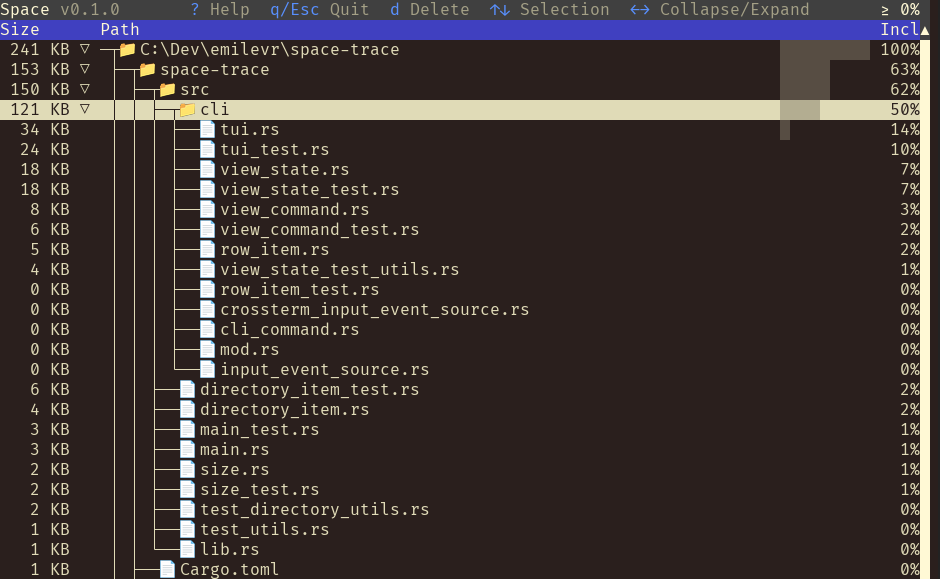 Space v0.1.0 ? Help q/Esc Quit d Delete ↑↓ Selection ←→ Collapse/Expand ≥ 0%
Size Path Incl
241 KB ▽ C:\Dev\emilevr\space-trace 100%
153 KB ▽ space-trace 63%
150 KB ▽ src 62%
121 KB ▽ cli 50%
34 KB tui.rs 14%
24 KB tui_test.rs 10%
18 KB view_state.rs 7%
18 KB view_state_test.rs 7%
8 KB view_command.rs 3%
6 KB view_command_test.rs 2%
5 KB row_item.rs 2%
4 KB view_state_test_utils.rs 1%
0 KB row_item_test.rs 0%
0 KB crossterm_input_event_source.rs 0%
0 KB cli_command.rs 0%
0 KB mod.rs 0%
0 KB input_event_source.rs 0%
6 KB directory_item_test.rs 2%
4 KB directory_item.rs 2%
3 KB main_test.rs 1%
3 KB main.rs 1%
2 KB size.rs 1%
2 KB size_test.rs 1%
2 KB test_directory_utils.rs 0%
1 KB test_utils.rs 0%
1 KB lib.rs 0%
1 KB Cargo.toml 0%